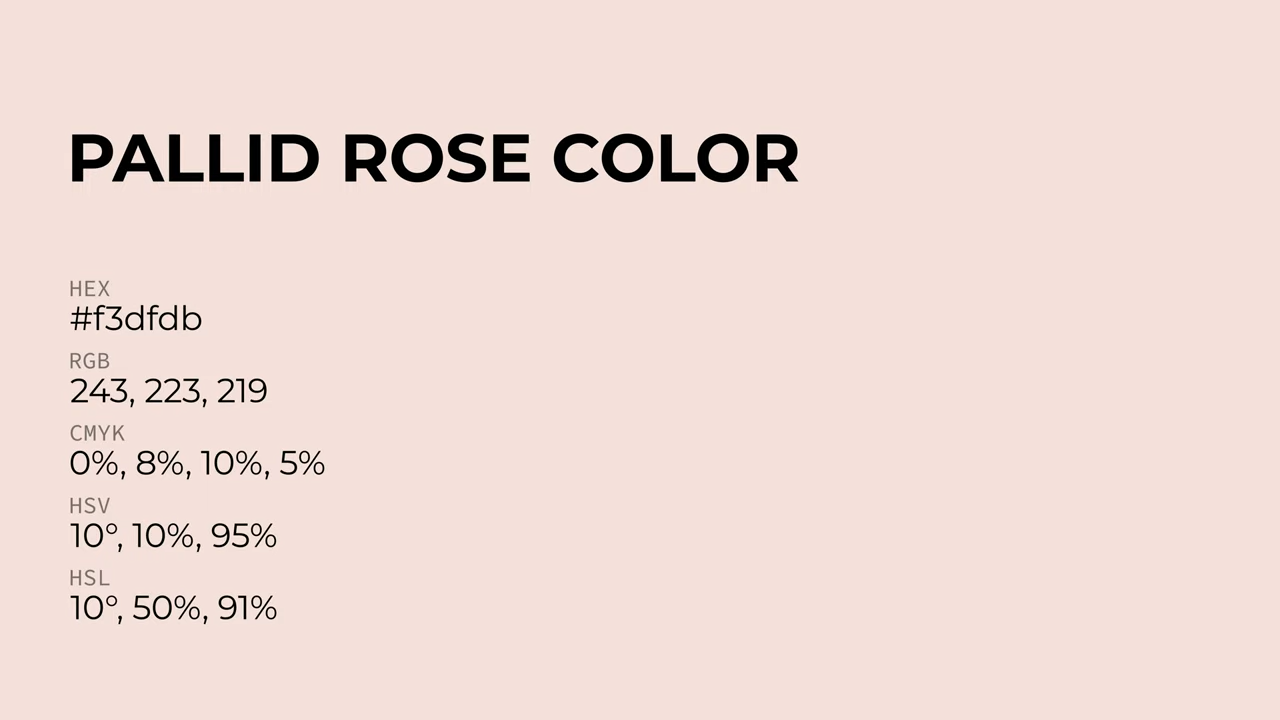 PALLID ROSE COLOR
HEX
#f3dfdb
RGB
243, 223, 219
CMYK
0%, 8%, 10%, 5%
HSV
10°, 10%, 95%
HSL
10°, 50%, 91%